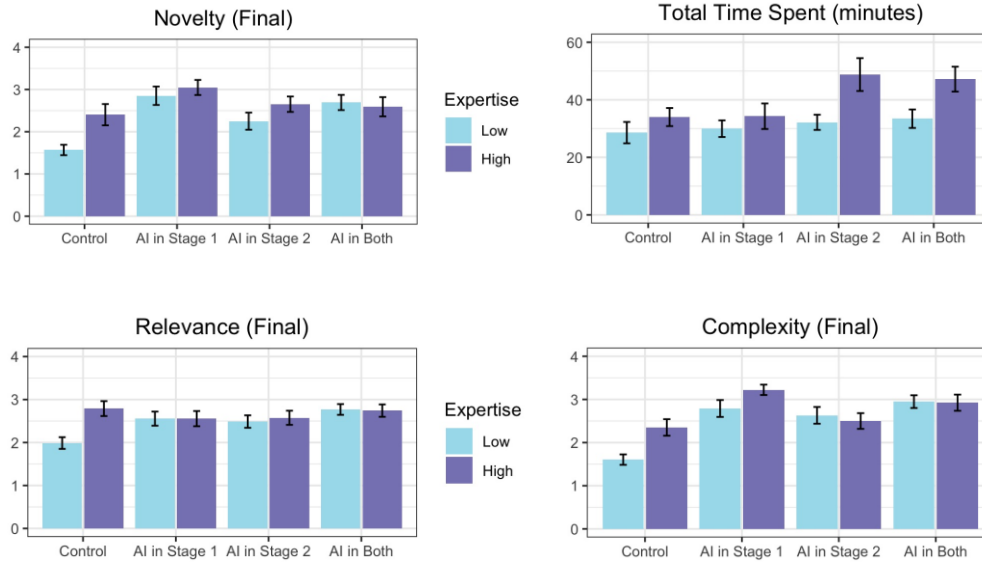 Novelty (Final)
4
3
2
1
0
Control AI in Stage 1 AI in Stage 2 AI in Both
Expertise
Low
High
Total Time Spent (minutes)
60
40
20
0
Control AI in Stage 1 AI in Stage 2 AI in Both
Relevance (Final)
4
3
2
1
0
Control AI in Stage 1 AI in Stage 2 AI in Both
Expertise
Low
High
Complexity (Final)
4
3
2
1
0
Control AI in Stage 1 AI in Stage 2 AI in Both